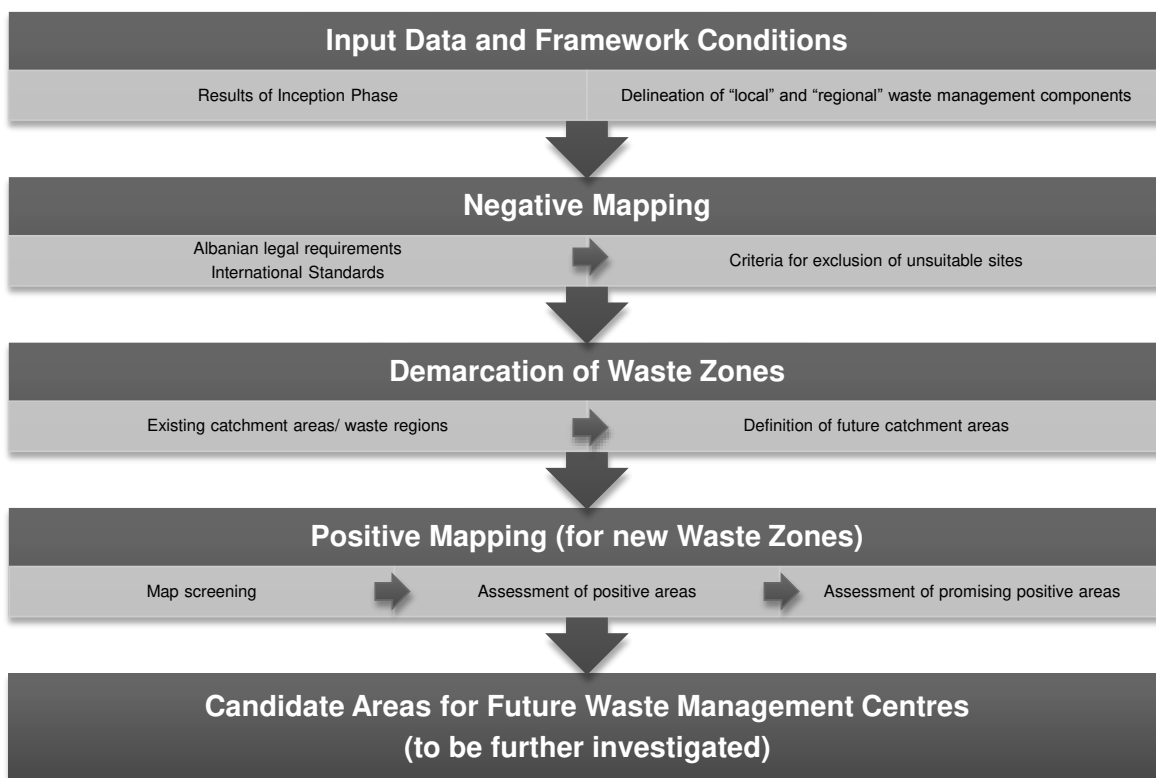 Input Data and Framework Conditions
Results of Inception Phase
Delineation of “local” and “regional” waste management components
Negative Mapping
Albanian legal requirements
International Standards
Criteria for exclusion of unsuitable sites
Demarcation of Waste Zones
Existing catchment areas/ waste regions
Definition of future catchment areas
Positive Mapping (for new Waste Zones)
Map screening
Assessment of positive areas
Assessment of promising positive areas
Candidate Areas for Future Waste Management Centres
(to be further investigated)